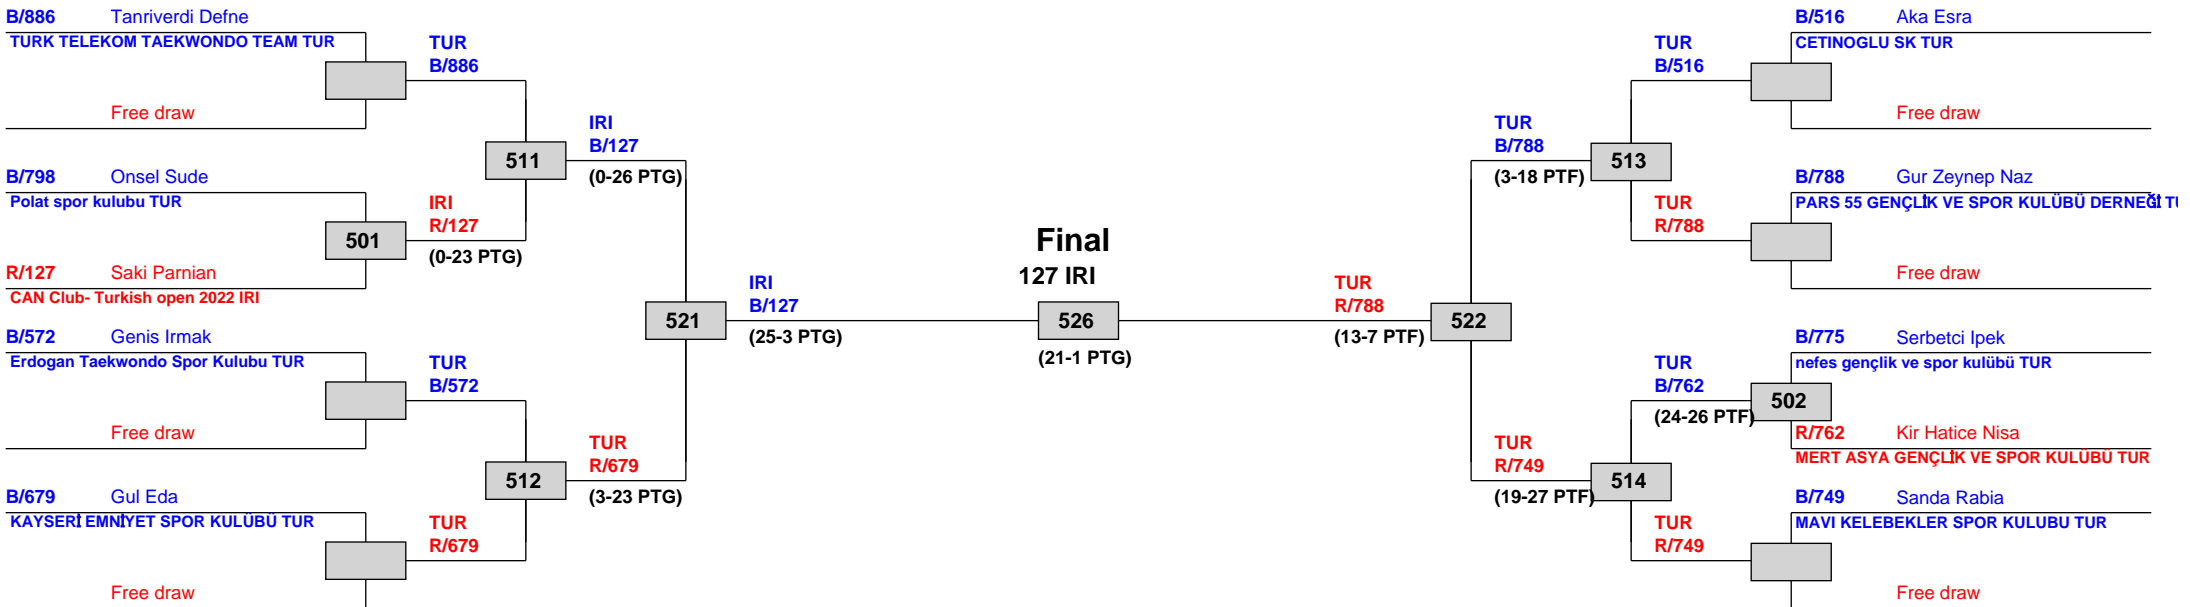 B/886 Tanriverdi Defne
TURK TELEKOM TAEKWONDO TEAM TUR
TUR
B/886
Free draw
IRI
B/127
511
(0-26 PTG)
B/798 Onsel Sude
Polat spor kulubu TUR
IRI
R/127
501
(0-23 PTG)
R/127 Saki Parnian
CAN Club- Turkish open 2022 IRI
IRI
B/127
521
(25-3 PTG)
B/572 Genis Irmak
Erdogan Taekwondo Spor Kulubu TUR
TUR
B/572
Free draw
TUR
R/679
512
(3-23 PTG)
B/679 Gul Eda
KAYSERİ EMNİYET SPOR KULÜBÜ TUR
TUR
R/679
Free draw
Final
127 IRI
526
(21-1 PTG)
TUR
R/788
522
(13-7 PTF)
B/516 Aka Esra
CETINOGLU SK TUR
TUR
B/516
Free draw
TUR
B/788
513
(3-18 PTF)
B/788 Gur Zeynep Naz
PARS 55 GENÇLİK VE SPOR KULÜBÜ DERNEĞİ
TUR
R/788
Free draw
B/775 Serbetci Ipek
nefes gençlik ve spor kulübü TUR
TUR
B/762
502
(24-26 PTF)
R/762 Kir Hatice Nisa
MERT ASYA GENÇLİK VE SPOR KULÜBÜ TUR
TUR
R/749
514
(19-27 PTF)
B/749 Sanda Rabia
MAVI KELEBEKLER SPOR KULUBU TUR
TUR
R/749
Free draw